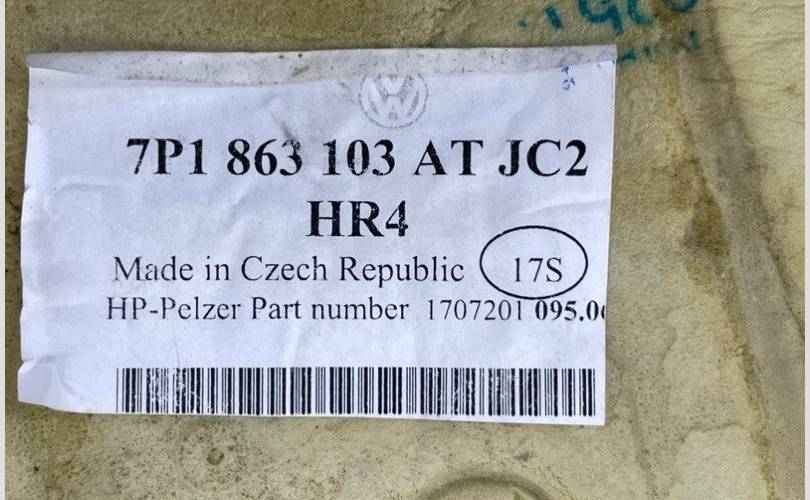 7P1 863 103 AT JC2
HR4
Made in Czech Republic 17S
HP-Pelzer Part number 1707201 095.0